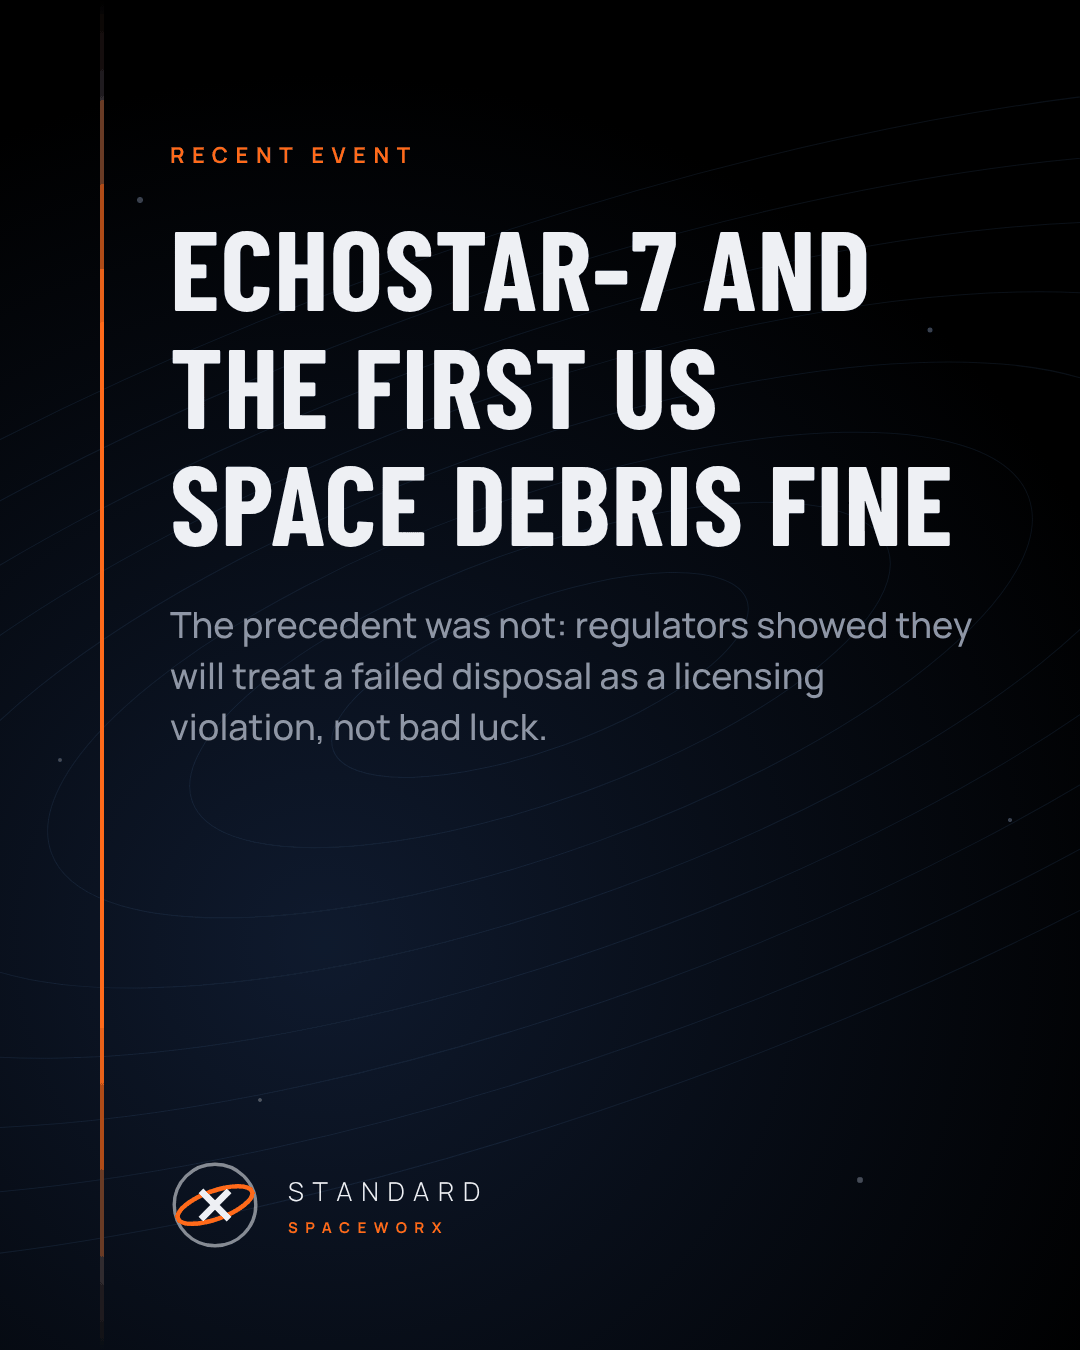 RECENT EVENT
ECHOSTAR-7 AND
THE FIRST US
SPACE DEBRIS FINE
The precedent was not: regulators showed they
will treat a failed disposal as a licensing
violation, not bad luck.
STANDARD
SPACEWORX